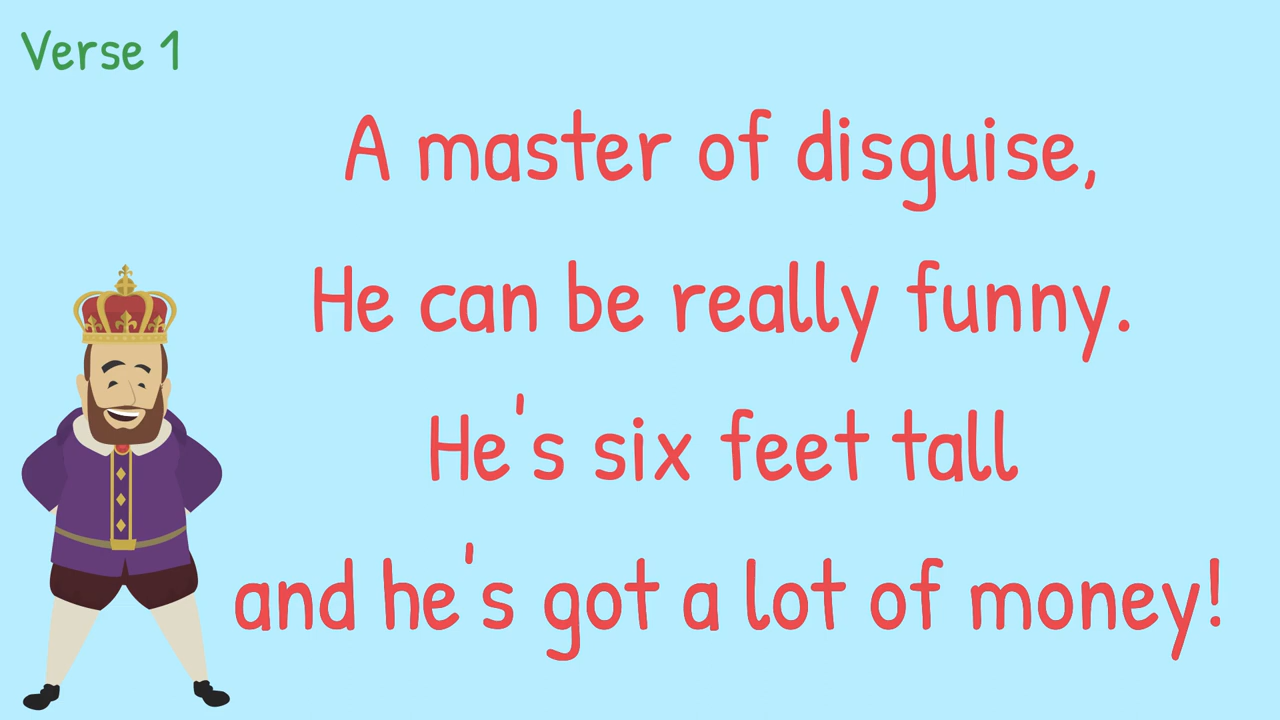 Verse 1
A master of disguise,
He can be really funny.
He's six feet tall
and he's got a lot of money!